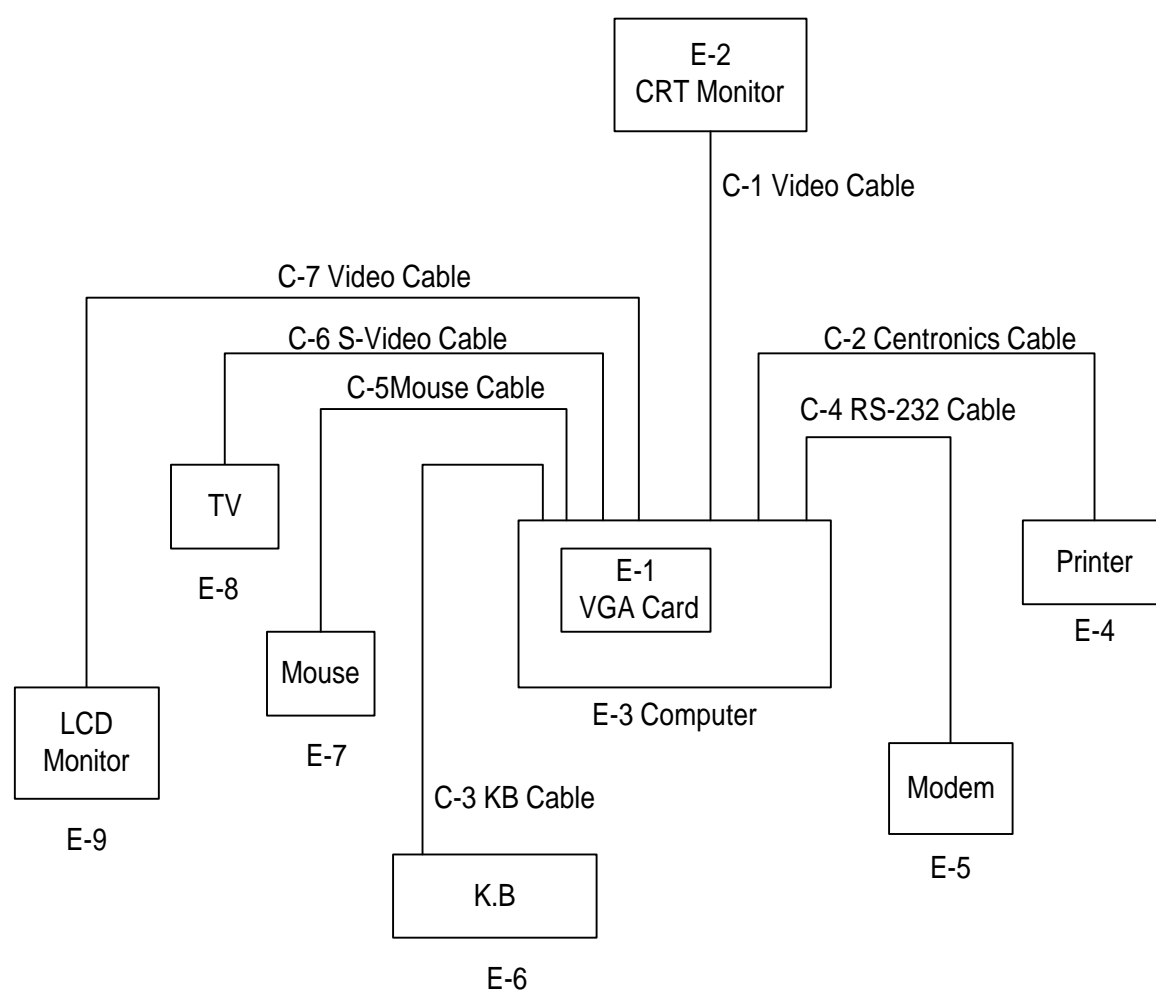 E-2
CRT Monitor
C-1 Video Cable
C-7 Video Cable
C-6 S-Video Cable
C-2 Centronics Cable
C-5Mouse Cable
C-4 RS-232 Cable
TV
E-8
E-1
VGA Card
Printer
E-4
Mouse
E-7
E-3 Computer
LCD
Monitor
E-9
C-3 KB Cable
Modem
E-5
K.B
E-6